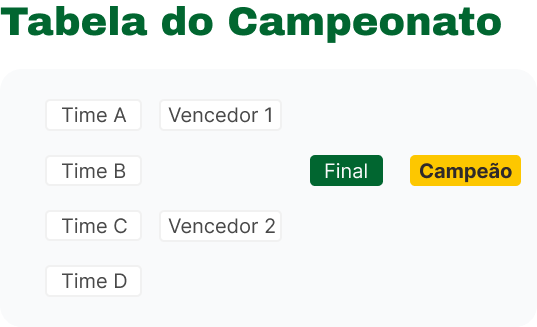 Tabela do Campeonato
Time A Vencedor 1
Time B Final Campeão
Time C Vencedor 2
Time D